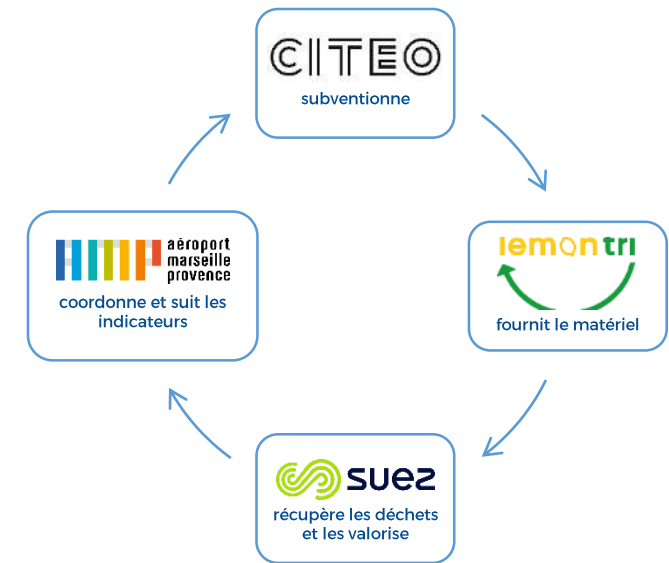 CITEO
subventionne
lemon tri
fournit le matériel
suez
récupère les déchets
et les valorise
amp
aéroport
marseille
provence
coordonne et suit les
indicateurs